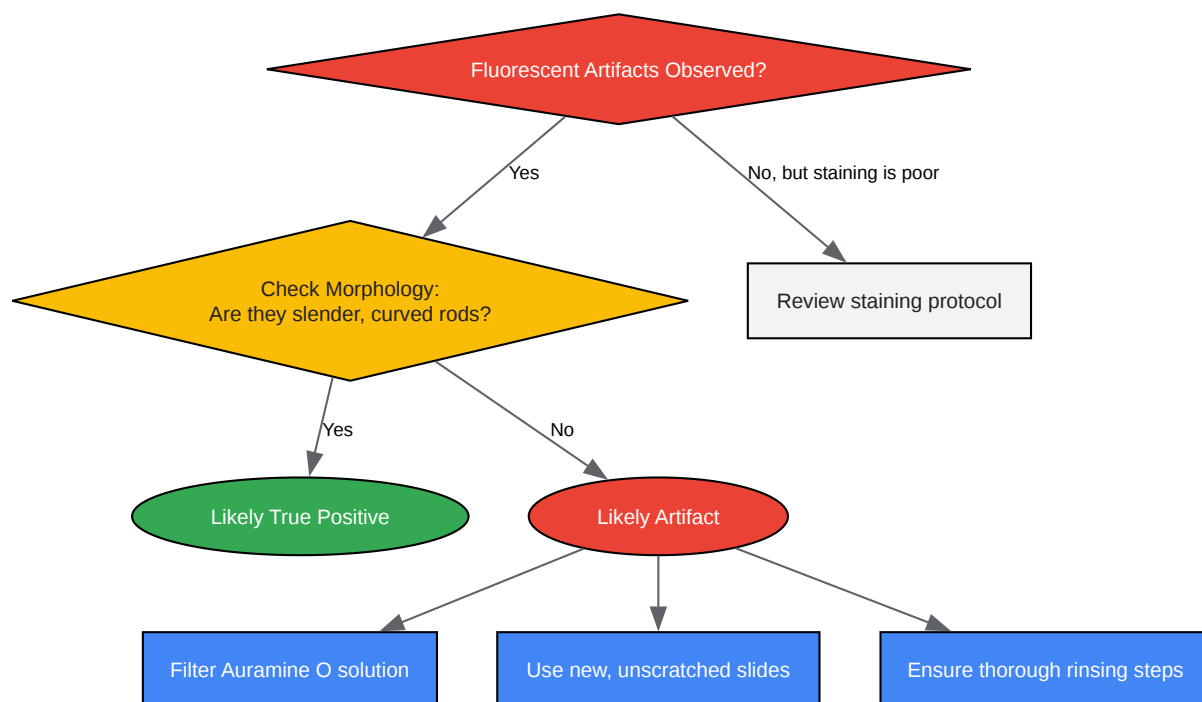 Fluorescent Artifacts Observed?
Yes
No, but staining is poor
Check Morphology:
Are they slender, curved rods?
Review staining protocol
Yes
No
Likely True Positive
Likely Artifact
Filter Auramine O solution
Use new, unscratched slides
Ensure thorough rinsing steps